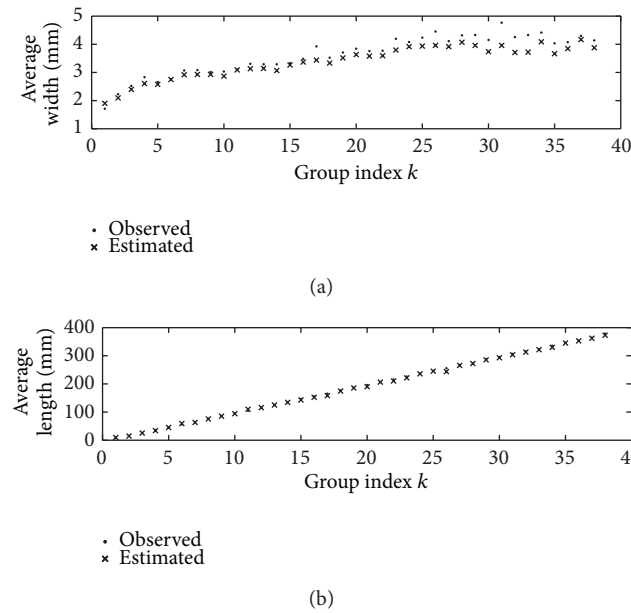 5
4
3
2
1
Average
width (mm)
0 5 10 15 20 25 30 35 40
Group index k
Observed
Estimated
(a)
400
300
200
100
0
Average
length (mm)
0 5 10 15 20 25 30 35 40
Group index k
Observed
Estimated
(b)